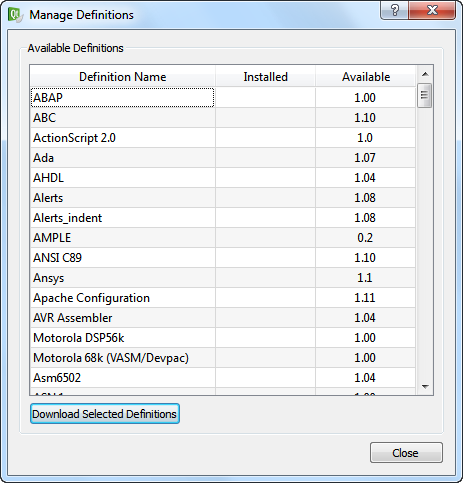 Manage Definitions
Available Definitions
Definition Name Installed Available
ABAP 1.00
ABC 1.10
ActionScript 2.0 1.0
Ada 1.07
AHDL 1.04
Alerts 1.08
Alerts_indent 1.08
AMPLE 0.2
ANSI C89 1.10
Ansys 1.1
Apache Configuration 1.11
AVR Assembler 1.04
Motorola DSP56k 1.00
Motorola 68k (VASM/Devpac) 1.00
Asm6502 1.04
Download Selected Definitions
Close